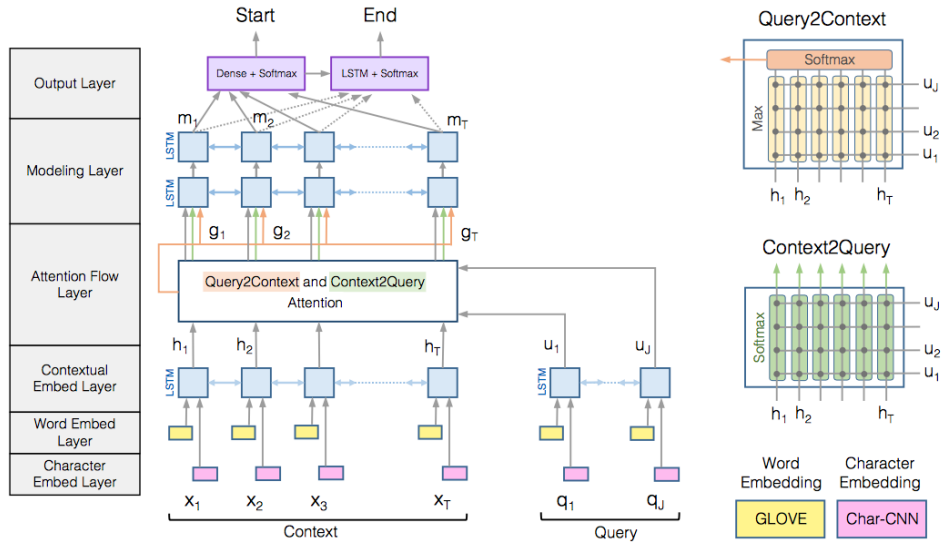 Start
End
Query2Context
Output Layer
Dense + Softmax
LSTM + Softmax
Softmax
Max
u_J
u_2
u_1
h_1
h_2
h_T
m_1
m_2
m_T
Modeling Layer
LSTM
LSTM
g_1
g_2
g_T
Attention Flow
Layer
Query2Context and Context2Query
Attention
Context2Query
Softmax
u_J
u_2
u_1
h_1
h_2
h_T
h_1
h_2
h_T
u_1
u_J
Contextual
Embed Layer
LSTM
LSTM
Word Embed
Layer
Character
Embed Layer
x_1
x_2
x_3
x_T
q_1
q_J
Context
Query
Word
Embedding
Character
Embedding
GLOVE
Char-CNN